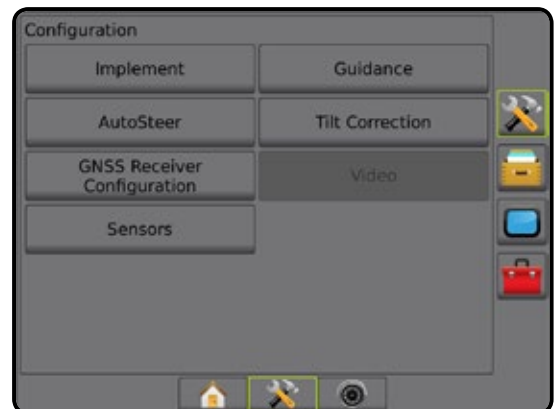 Configuration
Implement
Guidance
AutoSteer
Tilt Correction
GNSS Receiver
Configuration
Video
Sensors